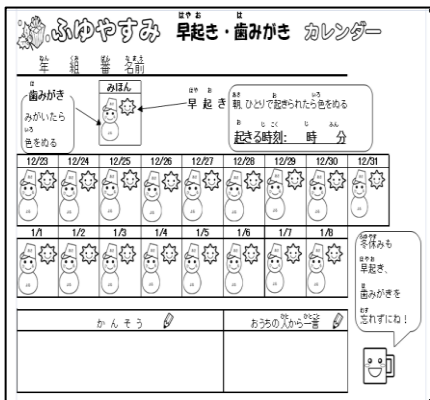 ふゆやすみ 早起き・歯みがき カレンダー
年 組 番 名前
みほん
歯みがき
みがいたら
色をぬる
早起き
朝、ひとりで起きられたら色をぬる
起きる時刻: 時 分
12/23 12/24 12/25 12/26 12/27 12/28 12/29 12/30 12/31
1/1 1/2 1/3 1/4 1/5 1/6 1/7 1/8
冬休みも
早起き、
歯みがきを
忘れずにね!
かんそう
おうちの人から一言